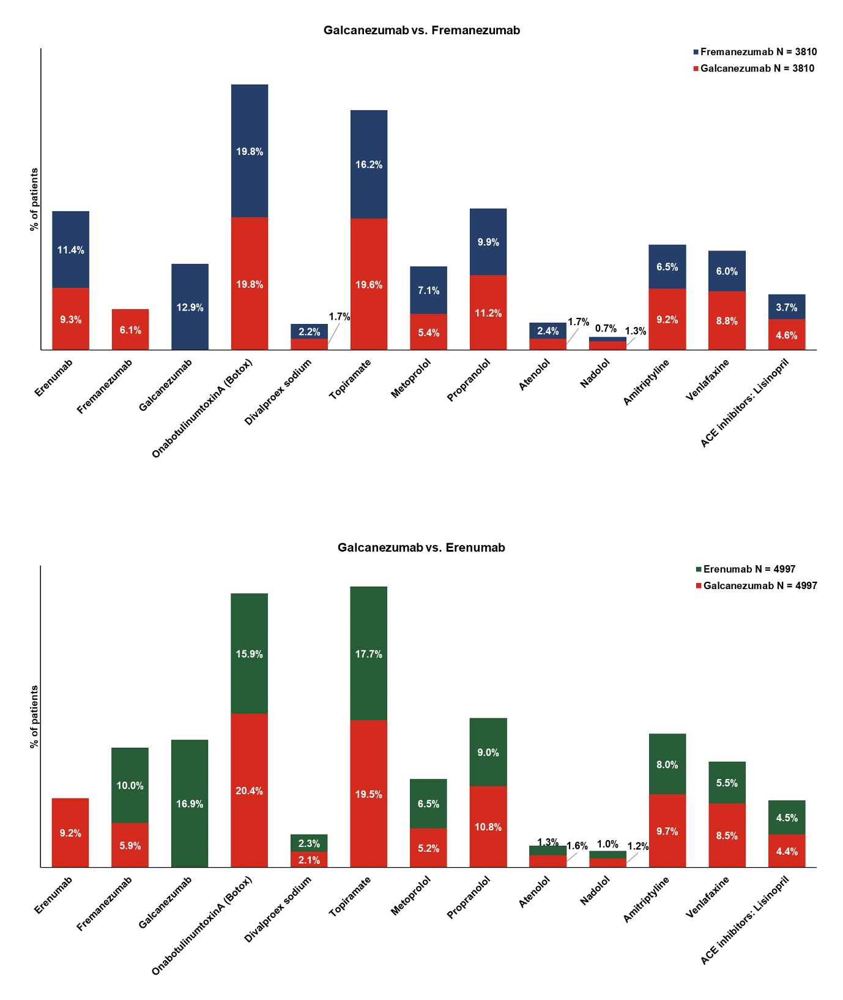 Galcanezumab vs. Fremanezumab
Fremanezumab N = 3810
Galcanezumab N = 3810
% of patients
19.8%
16.2%
11.4%
9.9%
12.9%
7.1%
6.5%
6.0%
19.8%
19.6%
9.3%
6.1%
2.2%
1.7%
5.4%
11.2%
2.4%
1.7%
0.7%
1.3%
9.2%
8.8%
3.7%
4.6%
Erenumab
Fremanezumab
Galcanezumab
OnabotulinumtoxinA (Botox)
Divalproex sodium
Topiramate
Metoprolol
Propranolol
Atenolol
Nadolol
Amitriptyline
Venlafaxine
ACE inhibitors: Lisinopril
Galcanezumab vs. Erenumab
Erenumab N = 4997
Galcanezumab N = 4997
% of patients
15.9%
17.7%
10.0%
16.9%
9.0%
8.0%
6.5%
5.5%
20.4%
19.5%
9.2%
5.9%
2.3%
2.1%
5.2%
10.8%
1.3%
1.6%
1.0%
1.2%
9.7%
8.5%
4.5%
4.4%
Erenumab
Fremanezumab
Galcanezumab
OnabotulinumtoxinA (Botox)
Divalproex sodium
Topiramate
Metoprolol
Propranolol
Atenolol
Nadolol
Amitriptyline
Venlafaxine
ACE inhibitors: Lisinopril